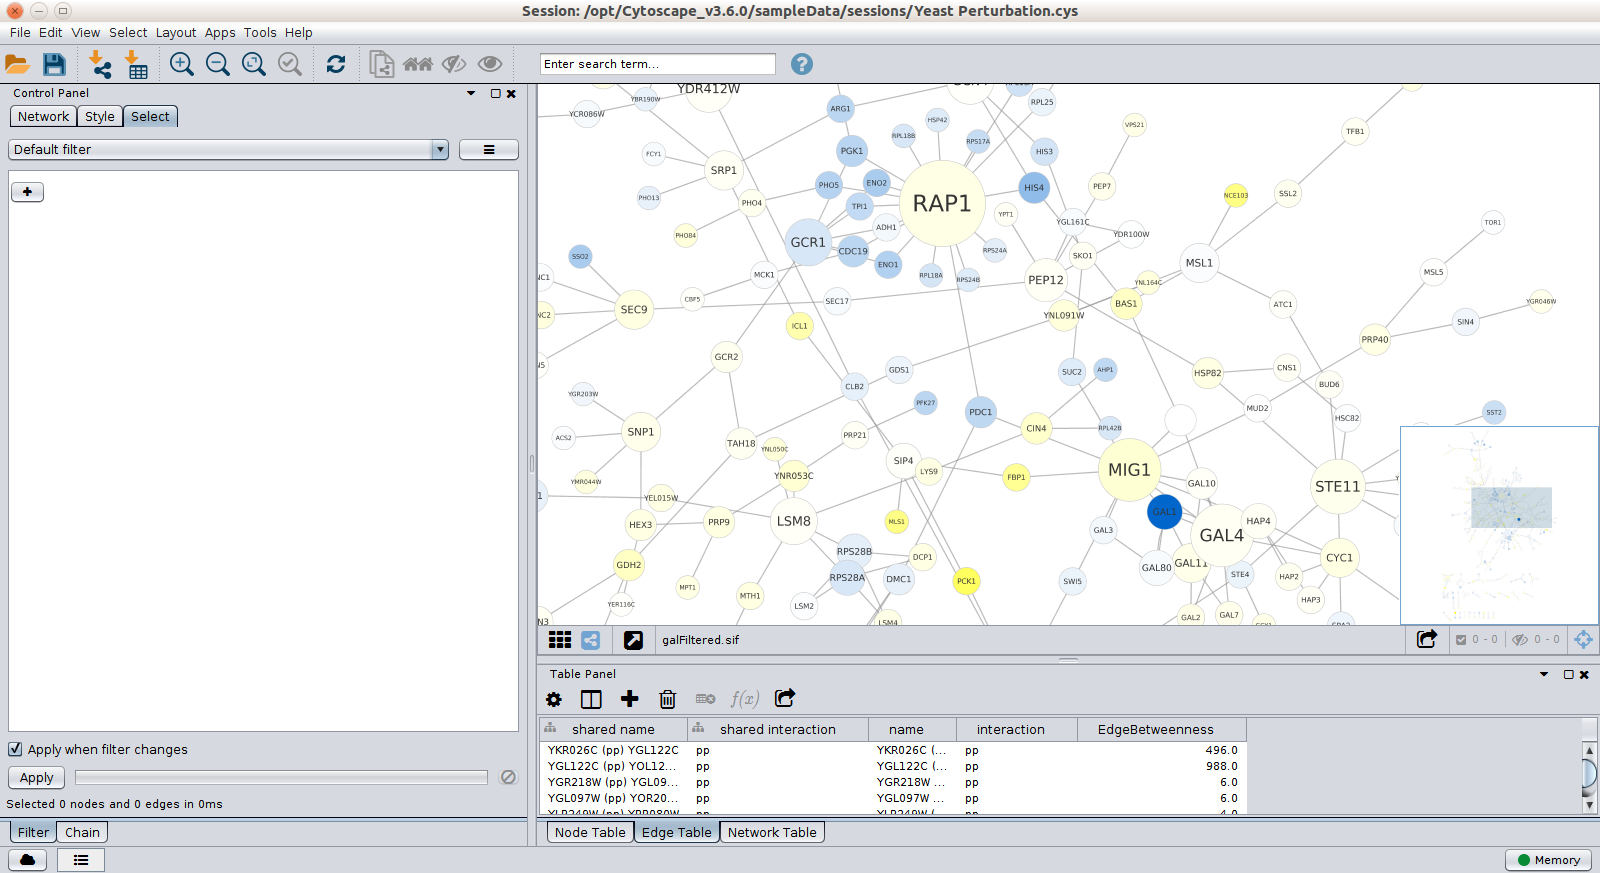 Session: /opt/Cytoscape_v3.6.0/sampleData/sessions/Yeast Perturbation.cys
File Edit View Select Layout Apps Tools Help
Enter search term...
Control Panel
Network Style Select
Default filter
Apply when filter changes
Apply
Selected 0 nodes and 0 edges in 0ms
Filter Chain
YDR412W
YBR190W
YCR086W
ARG1
HSP42
RPL25
RPL18B
RPS17A
VPS21
TFB1
FCY1
SRP1
PGK1
HIS3
PHO13
PHO4
PHO5
ENO2
RAP1
HIS4
PEP7
NCE103
SSL2
TPI1
YPT1
YGL161C
TOR1
PHO84
GCR1
ADH1
YDR100W
SSO2
CDC19
RPS24A
SKO1
MSL1
NC1
MCK1
ENO1
RPL18A
RPS24B
PEP12
YNL164C
MSL5
CBF5
SEC17
BAS1
ATC1
YGR046W
NC2
SEC9
ICL1
YNL091W
SIN4
PRP40
GCR2
N5
GDS1
SUC2
AHP1
HSP82
CNS1
CLB2
BUD6
YGR203W
PFK27
PDC1
MUD2
HSC82
SST2
SNP1
ACS2
TAH18
PRP21
CIN4
RPL42B
YNL050C
SIP4
LYS9
MIG1
YMR044W
YNR053C
FBP1
GAL10
STE11
1
YEL015W
HEX3
PRP9
LSM8
MLS1
GAL1
GAL3
GAL4
HAP4
RPS28B
DCP1
GDH2
GAL80
GAL11
CYC1
RPS28A
DMC1
PCK1
SWI5
STE4
HAP2
MPT1
MTH1
YER116C
LSM2
HAP3
N3
LSM4
GAL2
GAL7
galFiltered.sif
0 - 0
0 - 0
Table Panel
f(x)
shared name shared interaction name interaction EdgeBetweenness
YKR026C (pp) YGL122C pp YKR026C (... pp 496.0
YGL122C (pp) YOL12... pp YGL122C (... pp 988.0
YGR218W (pp) YGL09... pp YGR218W ... pp 6.0
YGL097W (pp) YOR20... pp YGL097W ... pp 6.0
Node Table Edge Table Network Table
Memory